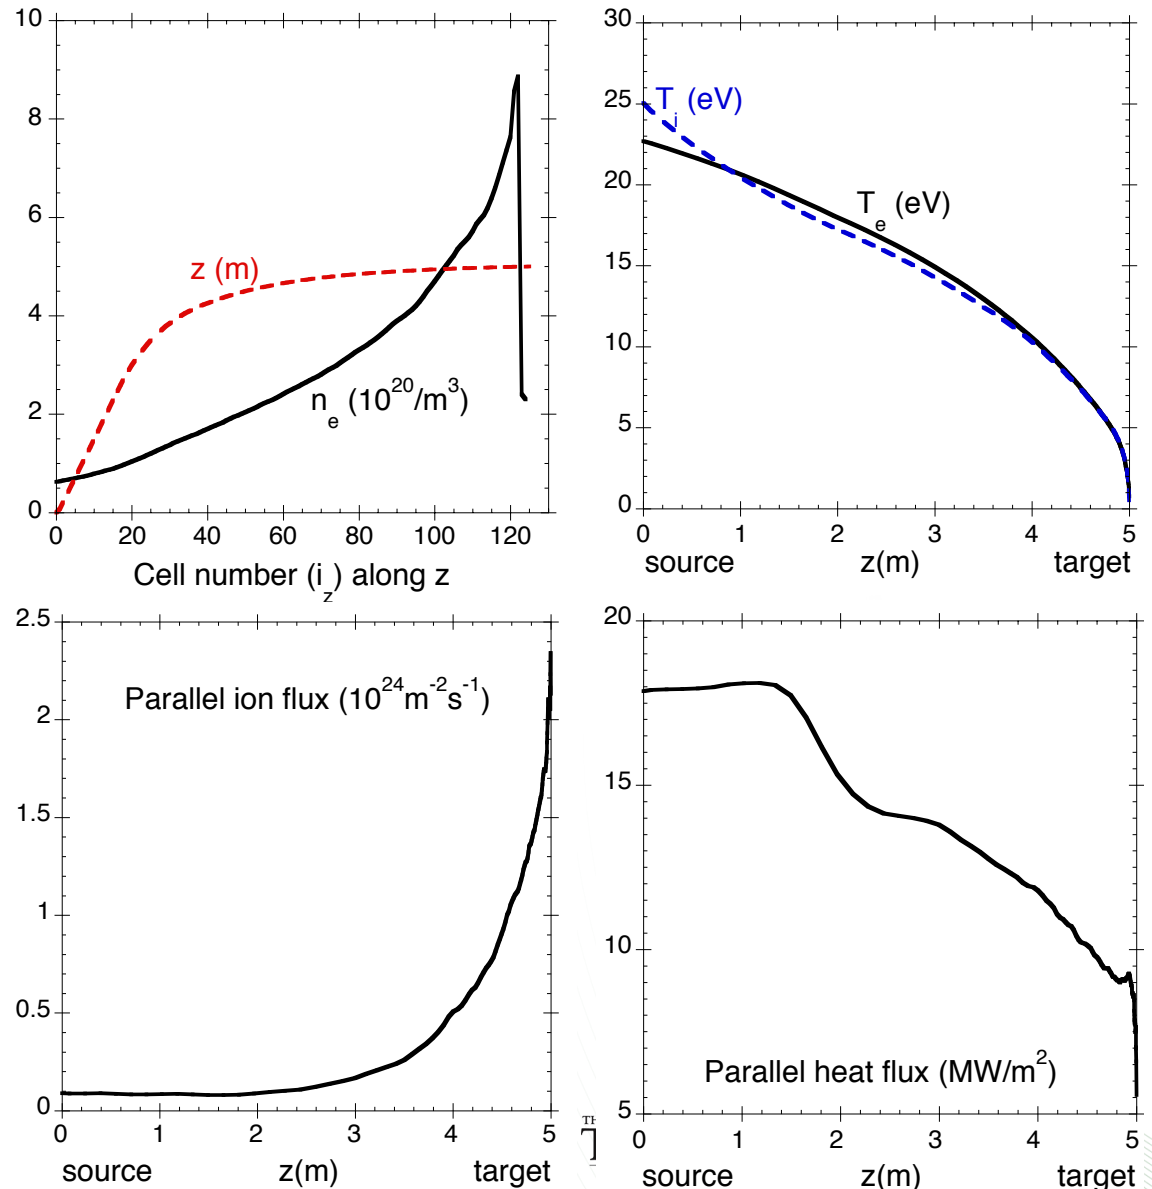 10
8
6
4
2
0
z (m)
n_e (10^20/m^3)
0 20 40 60 80 100 120
Cell number (i_z) along z
30
25
20
15
10
5
0
T_i (eV)
T_e (eV)
0 1 2 3 4 5
source z(m) target
2.5
2
1.5
1
0.5
0
Parallel ion flux (10^24 m^-2 s^-1)
0 1 2 3 4 5
source z(m) target
20
15
10
5
Parallel heat flux (MW/m^2)
0 1 2 3 4 5
source z(m) target